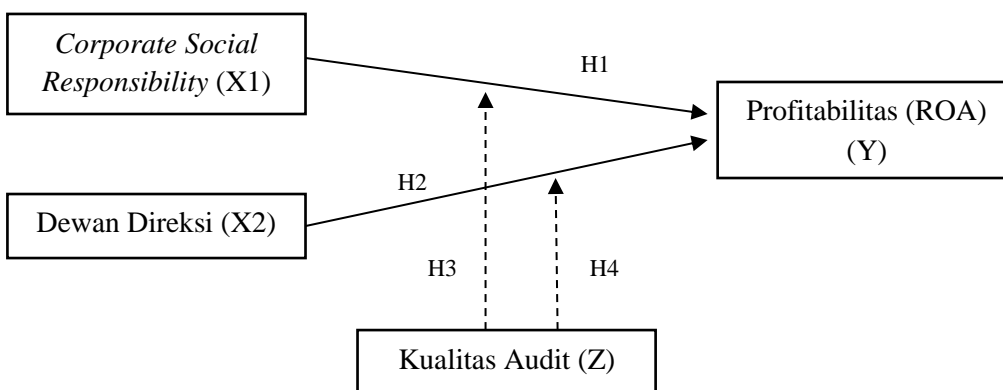 Corporate Social
Responsibility (X1)
H1
Profitabilitas (ROA)
(Y)
H2
Dewan Direksi (X2)
H3
H4
Kualitas Audit (Z)